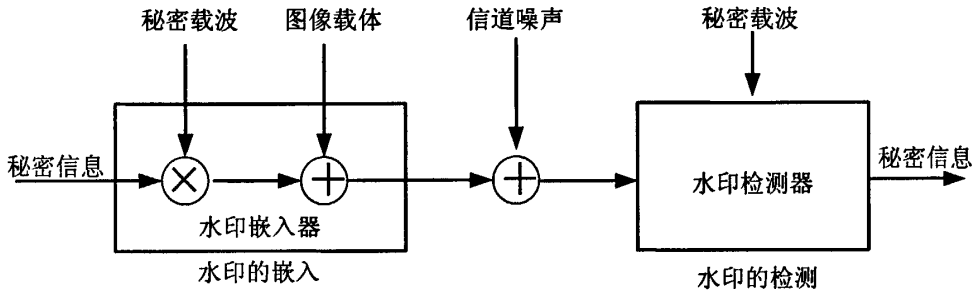 秘密载波
图像载体
信道噪声
秘密载波
秘密信息
水印嵌入器
水印检测器
秘密信息
水印的嵌入
水印的检测